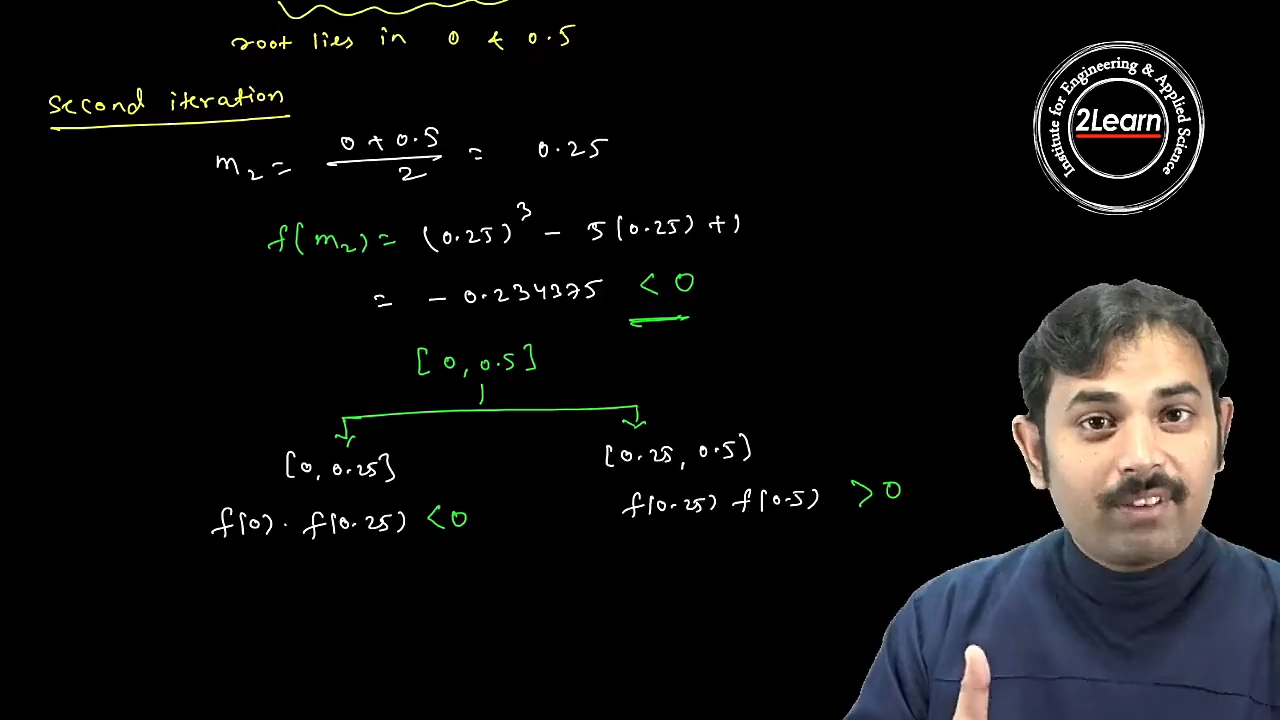 root lies in 0 & 0.5
Second iteration
m₂ = (0 + 0.5)/2 = 0.25
f(m₂) = (0.25)³ - 5(0.25) + 1
= - 0.234375 < 0
[0, 0.5]
[0, 0.25] [0.25, 0.5]
f(0) · f(0.25) < 0 f(0.25) f(0.5) > 0
Institute for Engineering & Applied Science
2Learn